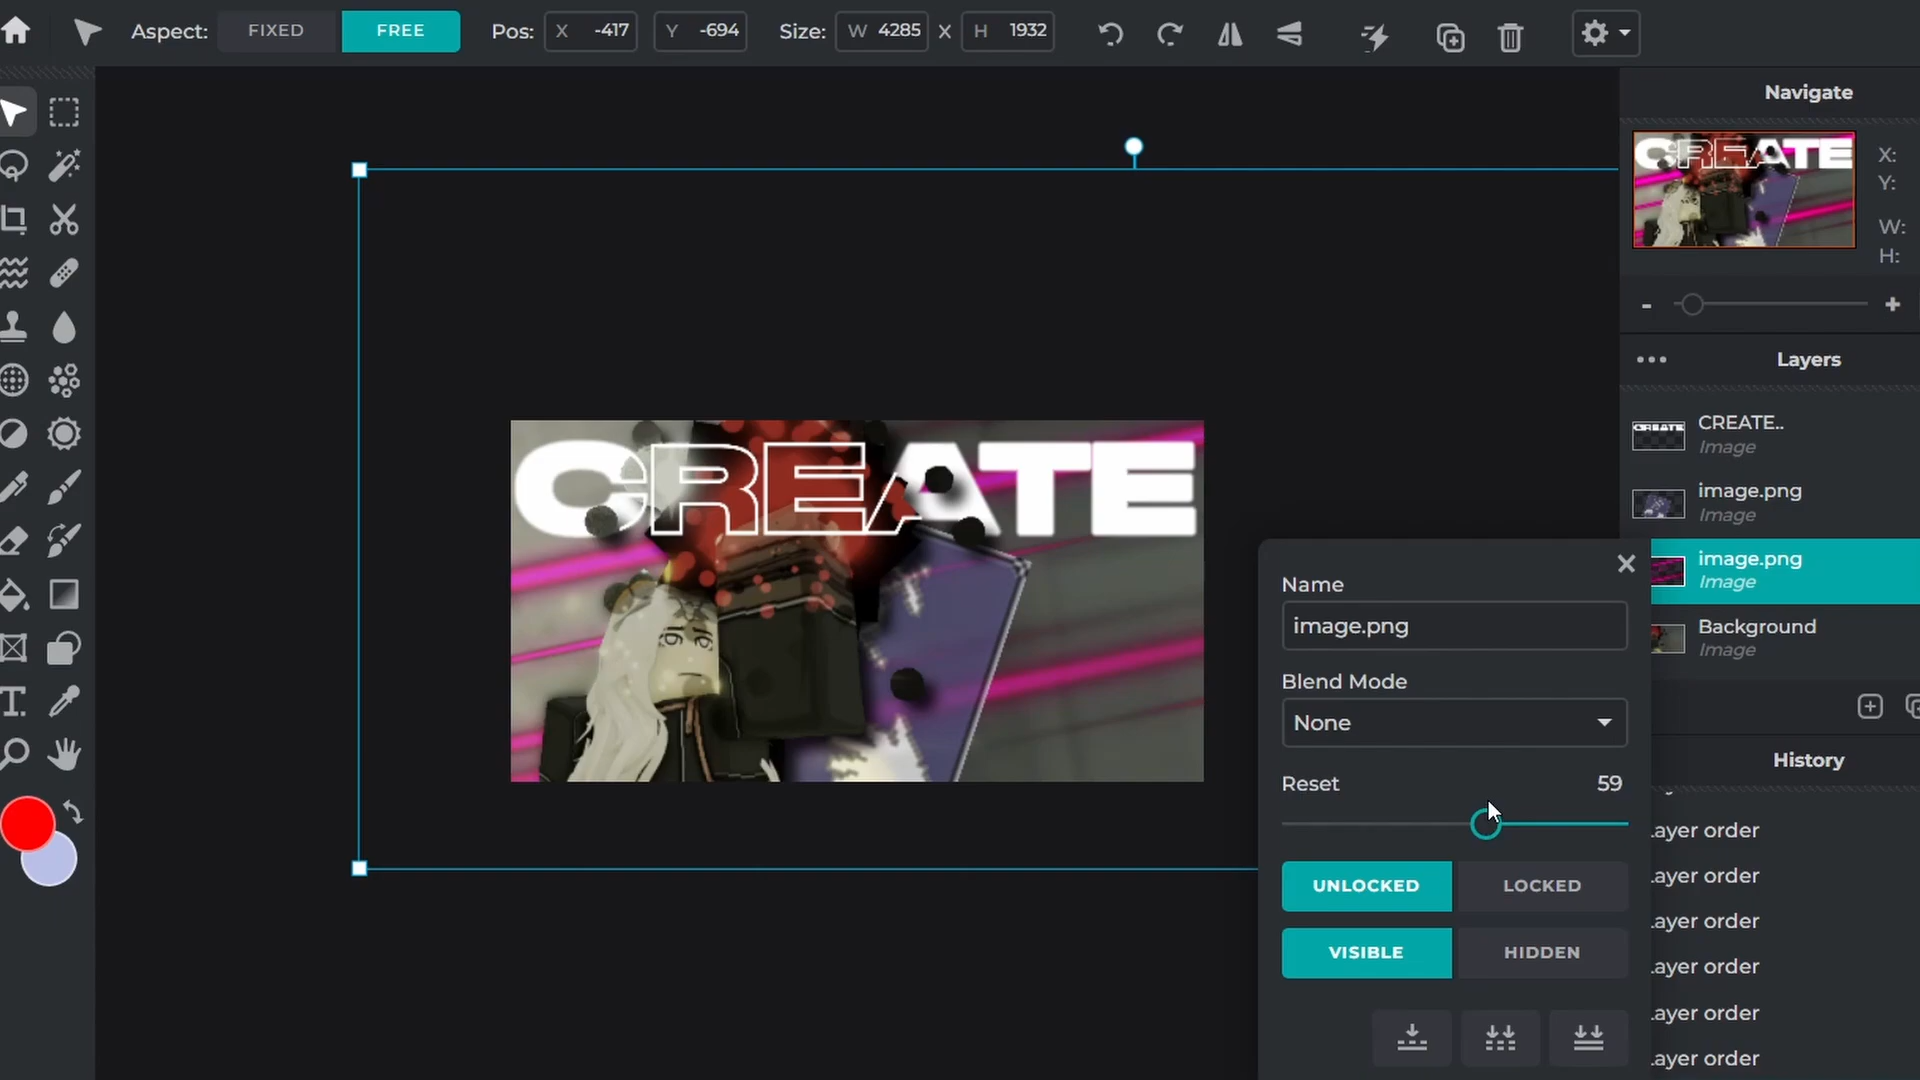 Aspect: FIXED FREE Pos: X -417 Y -694 Size: W 4285 X H 1932
Navigate
CREATE
X:
Y:
W:
H:
- +
Layers
CREATE..
Image
image.png
Image
image.png
Image
Background
Image
CREATE
Name
image.png
Blend Mode
None
Reset 59
UNLOCKED LOCKED
VISIBLE HIDDEN
History
ayer order
ayer order
ayer order
ayer order
ayer order
ayer order